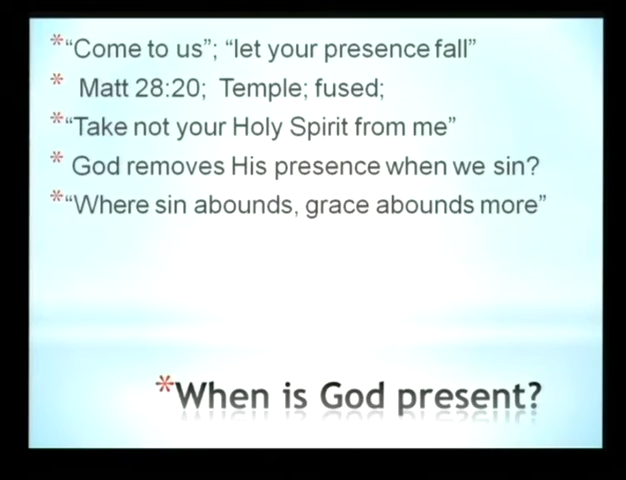 *“Come to us”; “let your presence fall”
* Matt 28:20;  Temple; fused;
*“Take not your Holy Spirit from me”
* God removes His presence when we sin?
*“Where sin abounds, grace abounds more”
*When is God present?